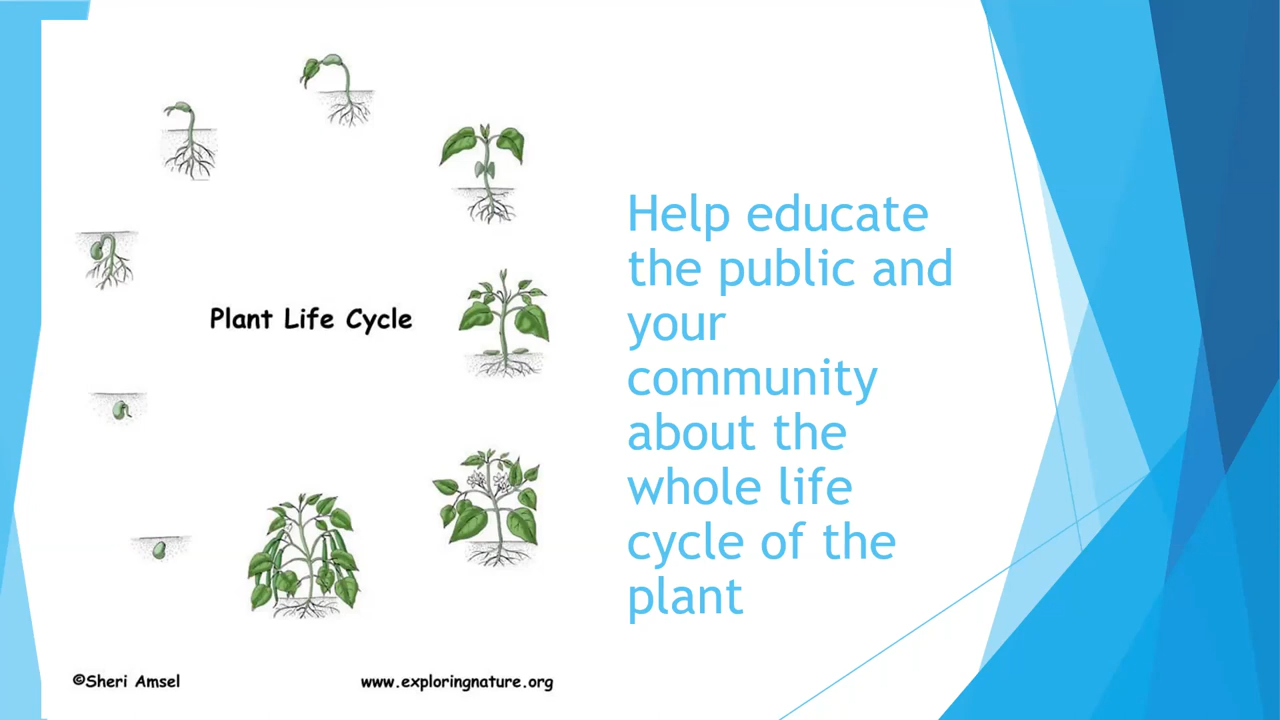 Plant Life Cycle
©Sheri Amsel
www.exploringnature.org
Help educate
the public and
your
community
about the
whole life
cycle of the
plant